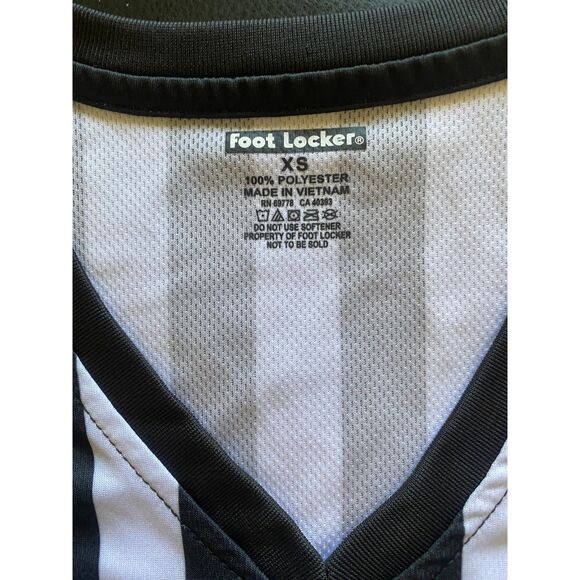 Foot Locker®
XS
100% POLYESTER
MADE IN VIETNAM
RN 69778 CA 40393
DO NOT USE SOFTENER
PROPERTY OF FOOT LOCKER
NOT TO BE SOLD